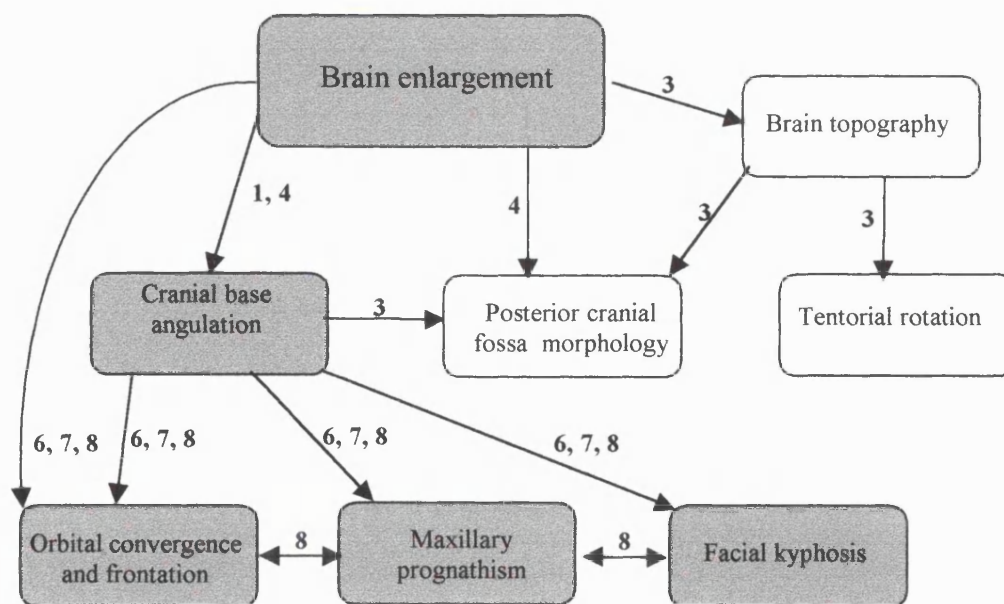 Brain enlargement
3
Brain topography
1, 4
4
3
3
Cranial base
angulation
3
Posterior cranial
fossa morphology
Tentorial rotation
6, 7, 8
6, 7, 8
6, 7, 8
6, 7, 8
Orbital convergence
and frontation
8
Maxillary
prognathism
8
Facial kyphosis